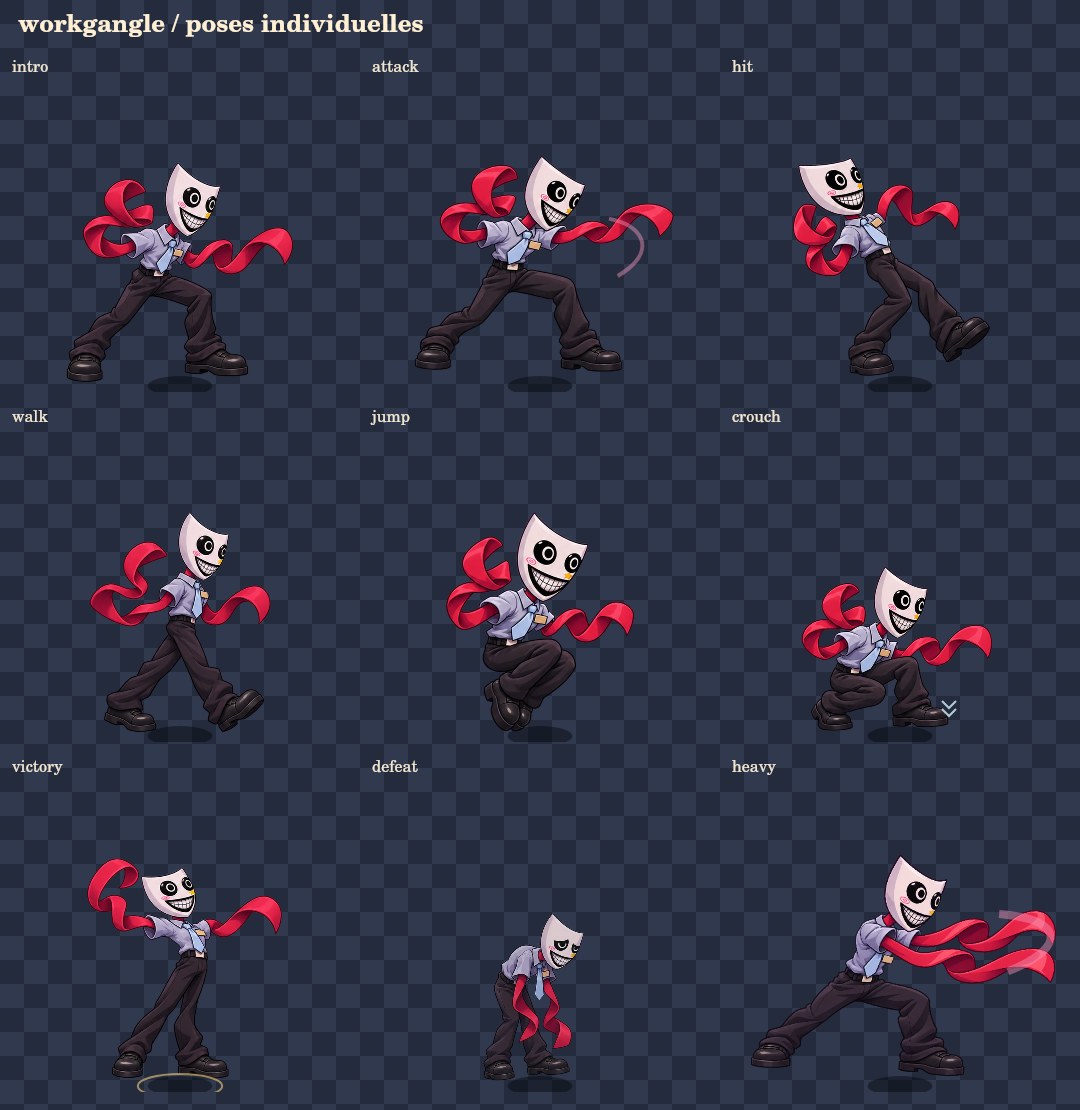 workgangle / poses individuelles
intro
attack
hit
walk
jump
crouch
victory
defeat
heavy